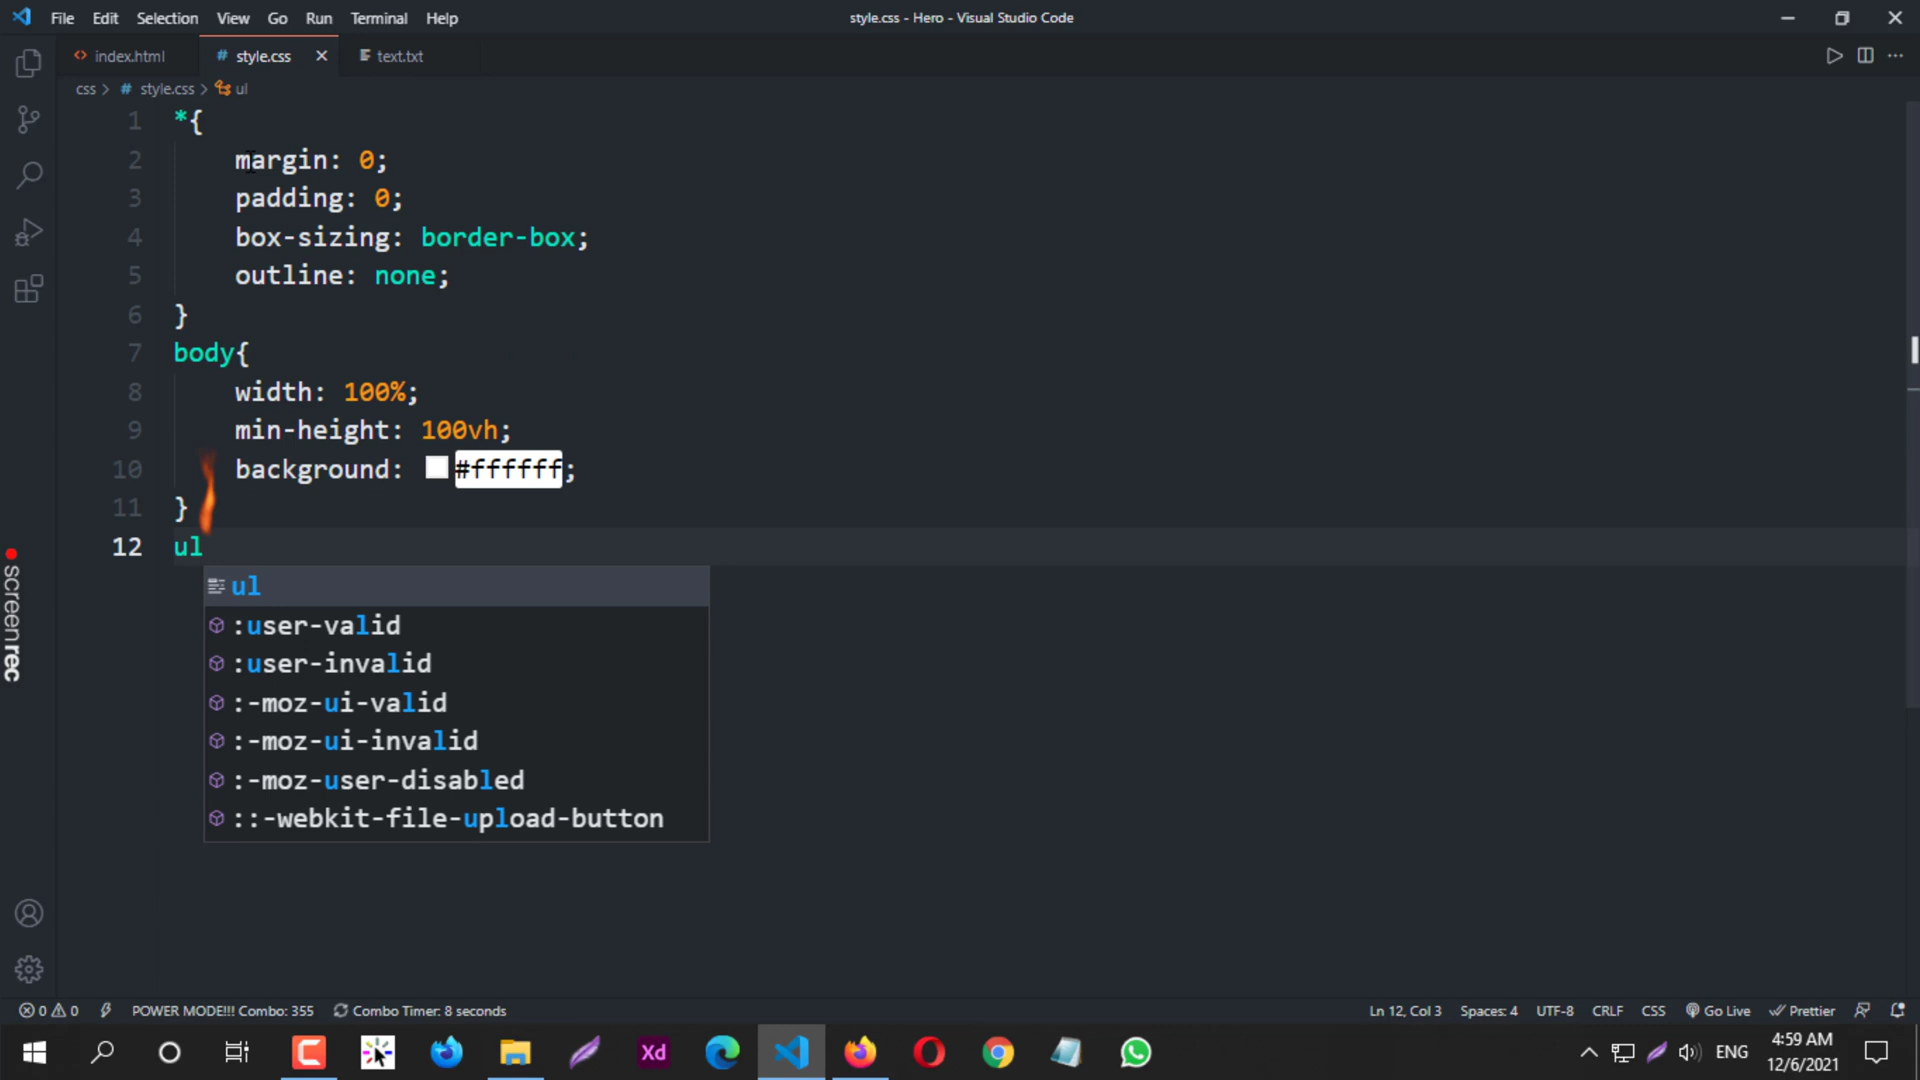 File Edit Selection View Go Run Terminal Help
style.css - Hero - Visual Studio Code
index.html
# style.css
text.txt
css > # style.css > ul
1 *{
2 margin: 0;
3 padding: 0;
4 box-sizing: border-box;
5 outline: none;
6 }
7 body{
8 width: 100%;
9 min-height: 100vh;
10 background: #ffffff;
11 }
12 ul
ul
:user-valid
:user-invalid
:-moz-ui-valid
:-moz-ui-invalid
:-moz-user-disabled
::-webkit-file-upload-button
screenrec
0 0 POWER MODE!!! Combo: 355 Combo Timer: 8 seconds
Ln 12, Col 3 Spaces: 4 UTF-8 CRLF CSS Go Live Prettier
Xd
ENG
4:59 AM
12/6/2021